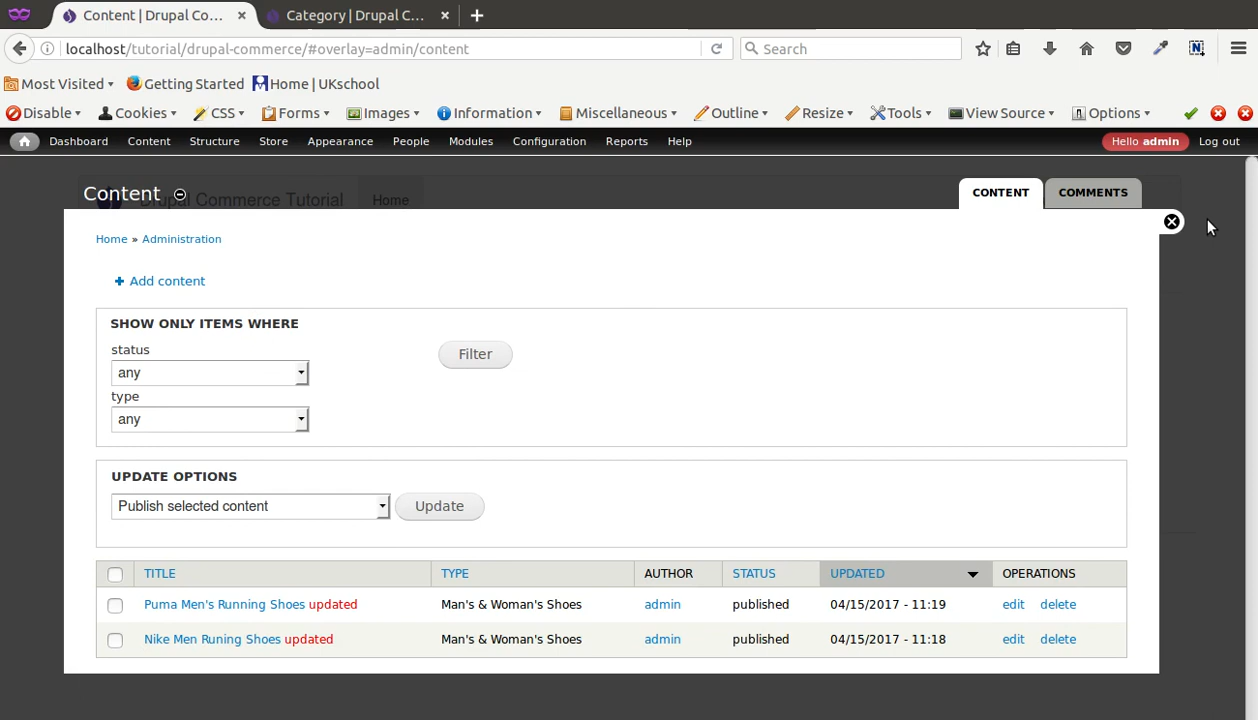 Content | Drupal Co...
Category | Drupal C...
localhost/tutorial/drupal-commerce/#overlay=admin/content
Search
Most Visited
Getting Started
Home | UKschool
Disable
Cookies
CSS
Forms
Images
Information
Miscellaneous
Outline
Resize
Tools
View Source
Options
Dashboard
Content
Structure
Store
Appearance
People
Modules
Configuration
Reports
Help
Hello admin
Log out
Drupal Commerce Tutorial
Home
Content
CONTENT
COMMENTS
Home » Administration
+ Add content
SHOW ONLY ITEMS WHERE
status
any
Filter
type
any
UPDATE OPTIONS
Publish selected content
Update
TITLE TYPE AUTHOR STATUS UPDATED OPERATIONS
Puma Men's Running Shoes updated Man's & Woman's Shoes admin published 04/15/2017 - 11:19 edit delete
Nike Men Runing Shoes updated Man's & Woman's Shoes admin published 04/15/2017 - 11:18 edit delete